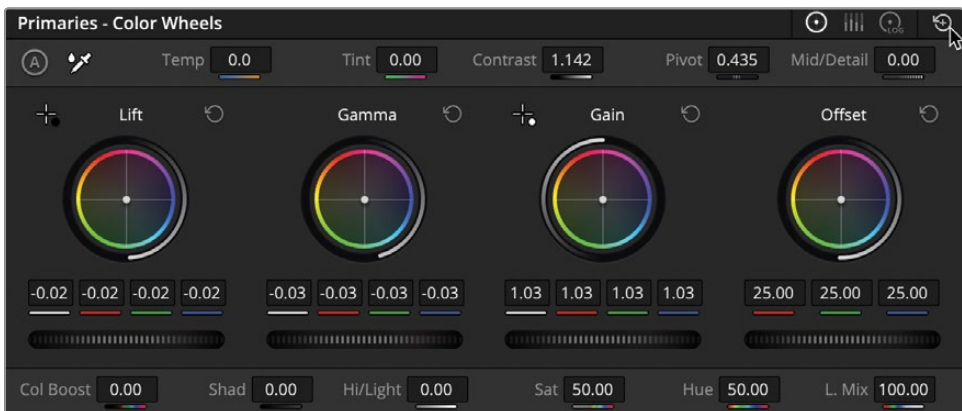 Primaries - Color Wheels
LOG
A Temp 0.0 Tint 0.00 Contrast 1.142 Pivot 0.435 Mid/Detail 0.00
Lift Gamma Gain Offset
-0.02 -0.02 -0.02 -0.02 -0.03 -0.03 -0.03 -0.03 1.03 1.03 1.03 1.03 25.00 25.00 25.00
Col Boost 0.00 Shad 0.00 Hi/Light 0.00 Sat 50.00 Hue 50.00 L. Mix 100.00